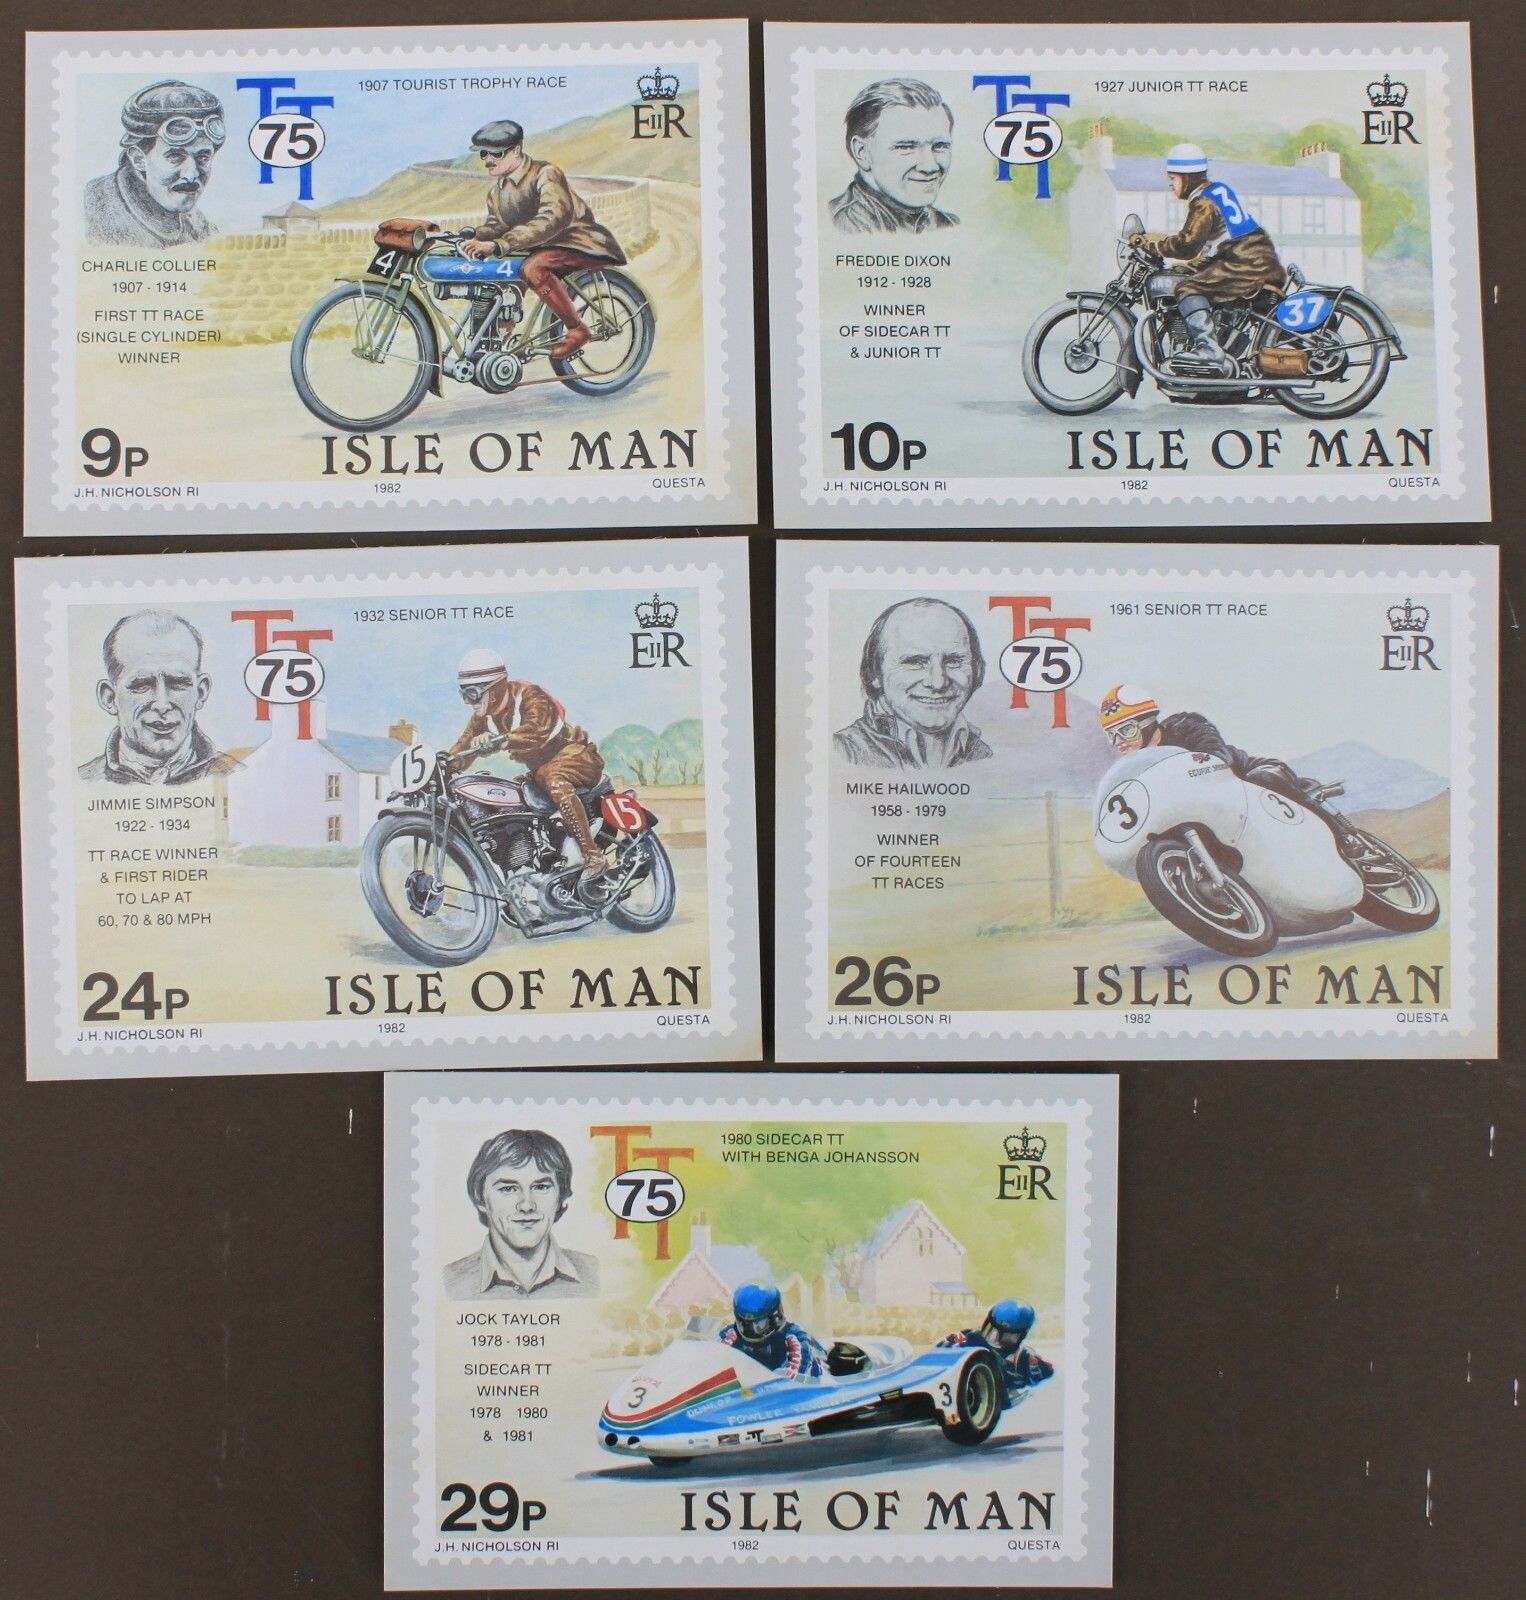 1907 TOURIST TROPHY RACE
TT
75
EIIR
CHARLIE COLLIER
1907 - 1914
FIRST TT RACE
(SINGLE CYLINDER)
WINNER
4
4
9P
ISLE OF MAN
J.H. NICHOLSON RI
1982
QUESTA
1927 JUNIOR TT RACE
TT
75
EIIR
FREDDIE DIXON
1912 - 1928
WINNER
OF SIDECAR TT
& JUNIOR TT
37
10P
ISLE OF MAN
J.H. NICHOLSON RI
1982
QUESTA
1932 SENIOR TT RACE
TT
75
EIIR
JIMMIE SIMPSON
1922 - 1934
TT RACE WINNER
& FIRST RIDER
TO LAP AT
60, 70 & 80 MPH
15
15
24P
ISLE OF MAN
J.H. NICHOLSON RI
1982
QUESTA
1961 SENIOR TT RACE
TT
75
EIIR
MIKE HAILWOOD
1958 - 1979
WINNER
OF FOURTEEN
TT RACES
3
3
26P
ISLE OF MAN
J.H. NICHOLSON RI
1982
QUESTA
1980 SIDECAR TT
WITH BENGA JOHANSSON
TT
75
EIIR
JOCK TAYLOR
1978 - 1981
SIDECAR TT
WINNER
1978 1980
& 1981
3
DUNLOP
FOWLER YAMAHA
3
29P
ISLE OF MAN
J.H. NICHOLSON RI
1982
QUESTA